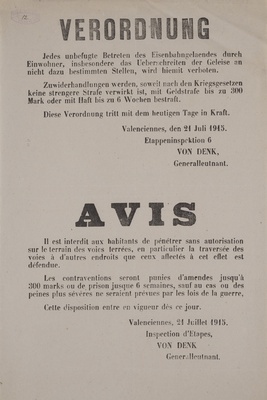 VERORDNUNG
Jedes unbefugte Betreten des Eisenbahngelaendes durch
Einwohner, insbesondere das Ueberschreiten der Geleise an
nicht dazu bestimmten Stellen, wird hiemit verboten.
Zuwiderhandlungen werden, soweit nach den Kriegsgesetzen
keine strengere Strafe verwirkt ist, mit Geldstrafe bis zu 300
Mark oder mit Haft bis zu 6 Wochen bestraft.
Diese Verordnung tritt mit dem heutigen Tage in Kraft.
Valenciennes, den 21 Juli 1915.
Etappeninspektion 6
VON DENK,
Generalleutnant.
AVIS
Il est interdit aux habitants de pénétrer sans autorisation
sur le terrain des voies ferrées, en particulier la traversée des
voies à d'autres endroits que ceux affectés à cet effet est
défendue.
Les contraventions seront punies d'amendes jusqu'à
300 marks ou de prison jusque 6 semaines, sauf au cas ou des
peines plus sévères ne seraient prévues par les lois de la guerre.
Cette disposition entre en vigueur dès ce jour.
Valenciennes, 21 Juillet 1915.
Inspection d'Etapes,
VON DENK
Generalleutnant.